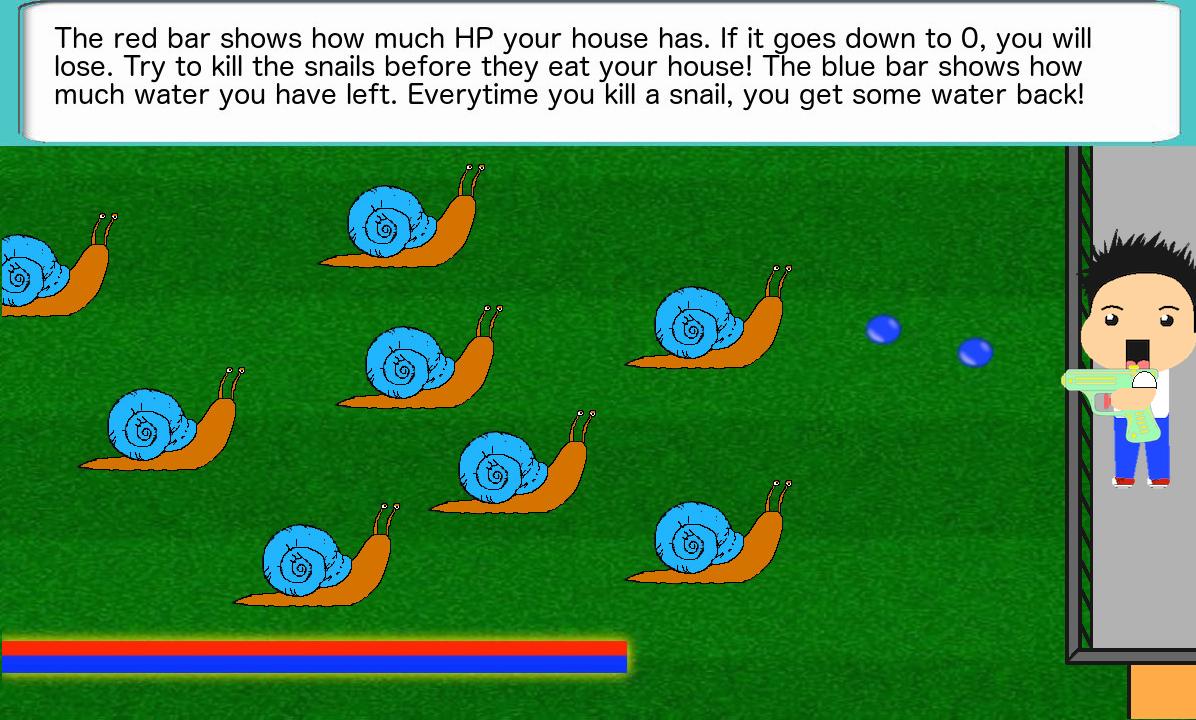 The red bar shows how much HP your house has. If it goes down to 0, you will
lose. Try to kill the snails before they eat your house! The blue bar shows how
much water you have left. Everytime you kill a snail, you get some water back!